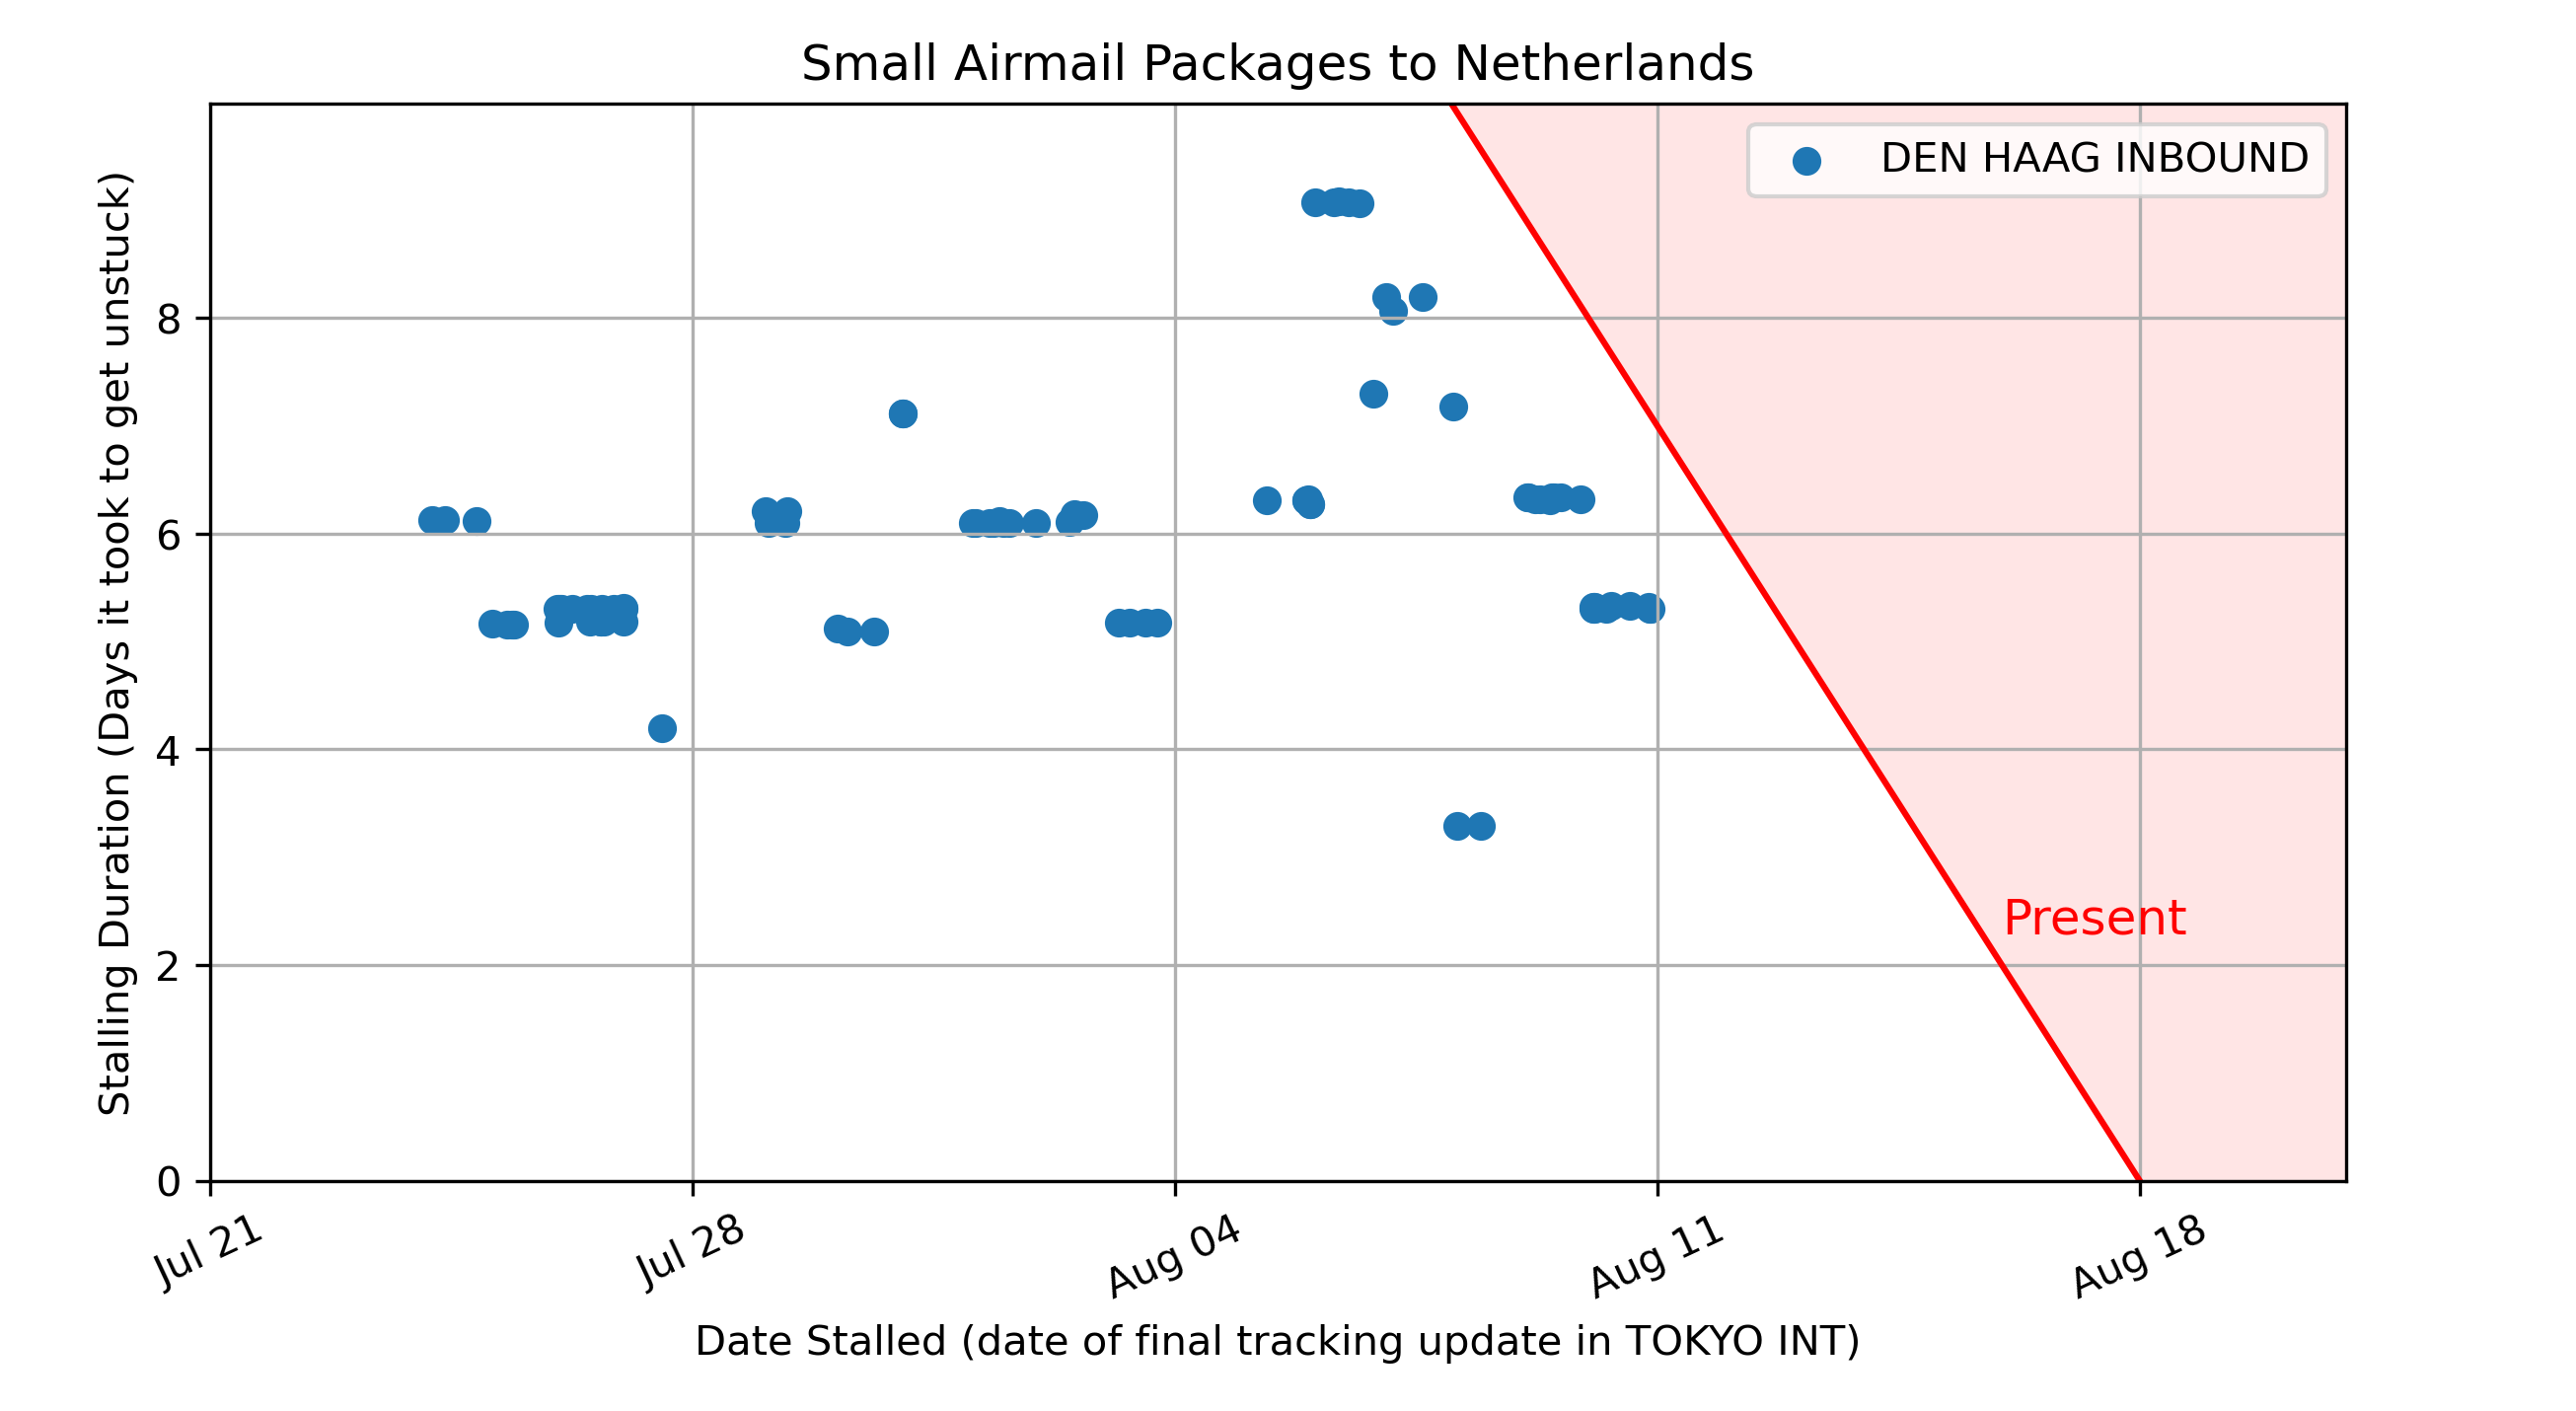 Small Airmail Packages to Netherlands
DEN HAAG INBOUND
Stalling Duration (Days it took to get unstuck)
8
6
4
2
0
Present
Jul 21
Jul 28
Aug 04
Aug 11
Aug 18
Date Stalled (date of final tracking update in TOKYO INT)